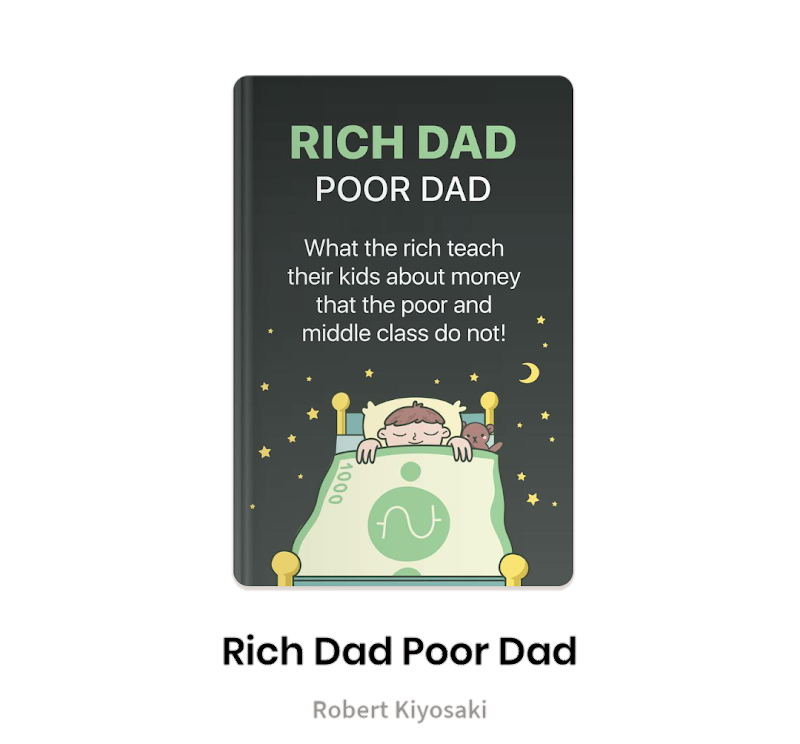 RICH DAD
POOR DAD
What the rich teach
their kids about money
that the poor and
middle class do not!
1000
Rich Dad Poor Dad
Robert Kiyosaki